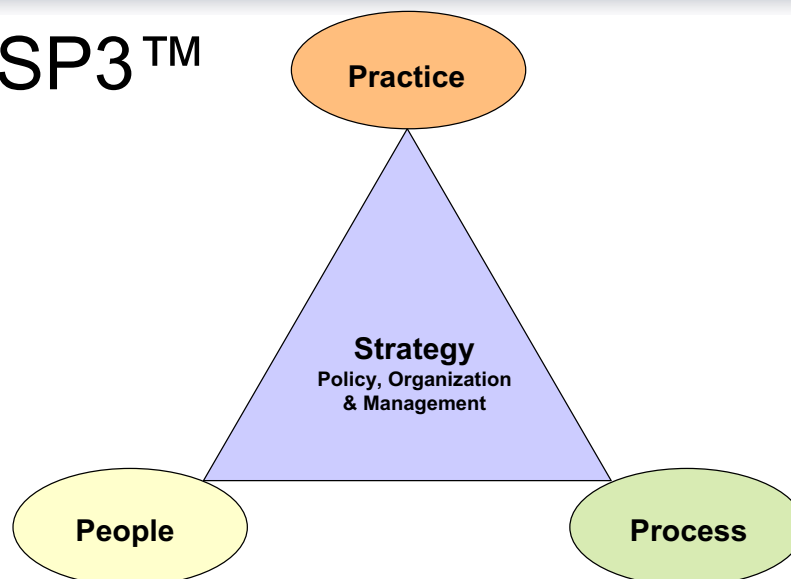 SP3™
Practice
Strategy
Policy, Organization
& Management
People
Process